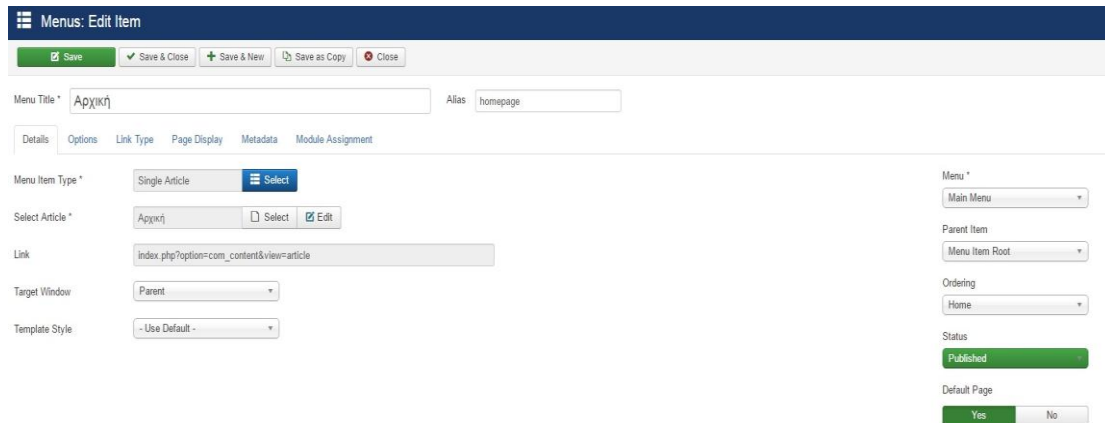 Menus: Edit Item
Save Save & Close Save & New Save as Copy Close
Menu Title * Αρχική Alias homepage
Details Options Link Type Page Display Metadata Module Assignment
Menu Item Type * Single Article Select
Select Article * Αρχική Select Edit
Link index.php?option=com_content&view=article
Target Window Parent
Template Style - Use Default -
Menu *
Main Menu
Parent Item
Menu Item Root
Ordering
Home
Status
Published
Default Page
Yes No